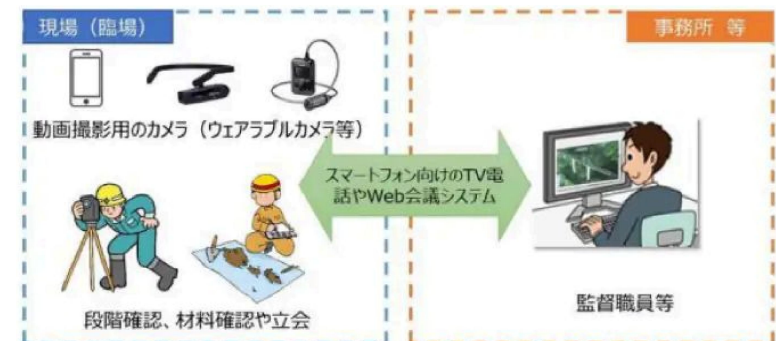 現場（臨場）
事務所 等
動画撮影用のカメラ（ウェアラブルカメラ等）
スマートフォン向けのTV電
話やWeb会議システム
段階確認、材料確認や立会
監督職員等